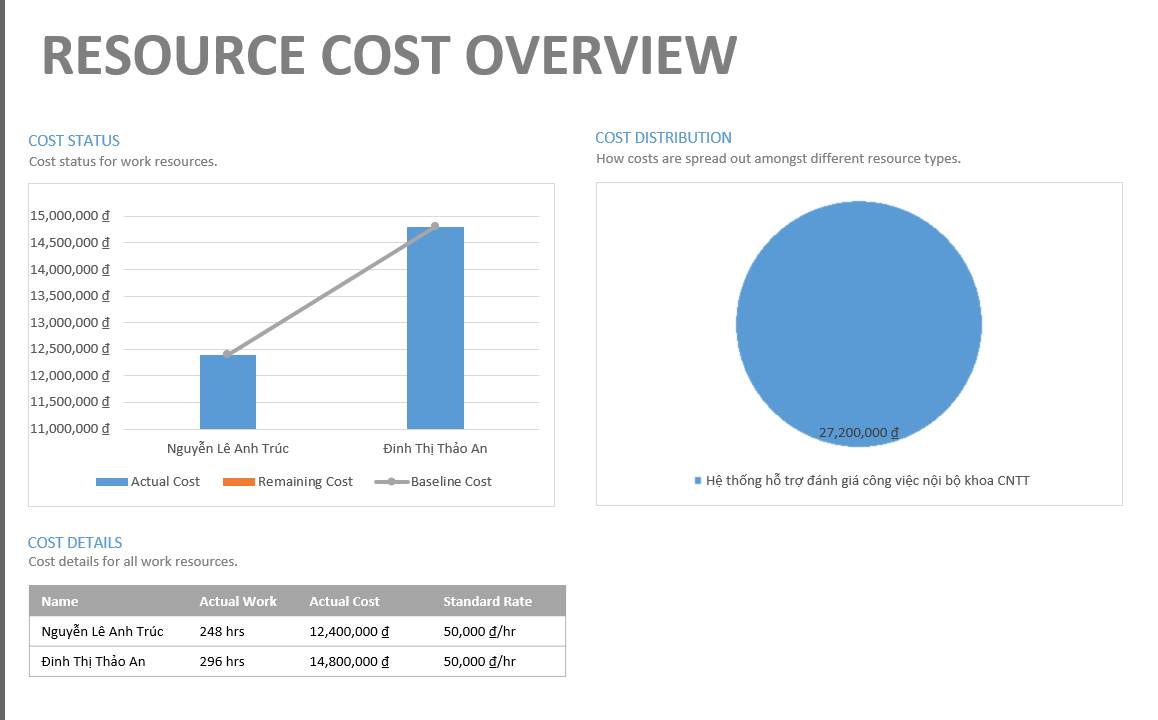 RESOURCE COST OVERVIEW
COST STATUS
Cost status for work resources.
15,000,000 ₫
14,500,000 ₫
14,000,000 ₫
13,500,000 ₫
13,000,000 ₫
12,500,000 ₫
12,000,000 ₫
11,500,000 ₫
11,000,000 ₫
Nguyễn Lê Anh Trúc Đinh Thị Thảo An
Actual Cost Remaining Cost Baseline Cost
COST DISTRIBUTION
How costs are spread out amongst different resource types.
27,200,000 ₫
Hệ thống hỗ trợ đánh giá công việc nội bộ khoa CNTT
COST DETAILS
Cost details for all work resources.
Name Actual Work Actual Cost Standard Rate
Nguyễn Lê Anh Trúc 248 hrs 12,400,000 ₫ 50,000 ₫/hr
Đinh Thị Thảo An 296 hrs 14,800,000 ₫ 50,000 ₫/hr